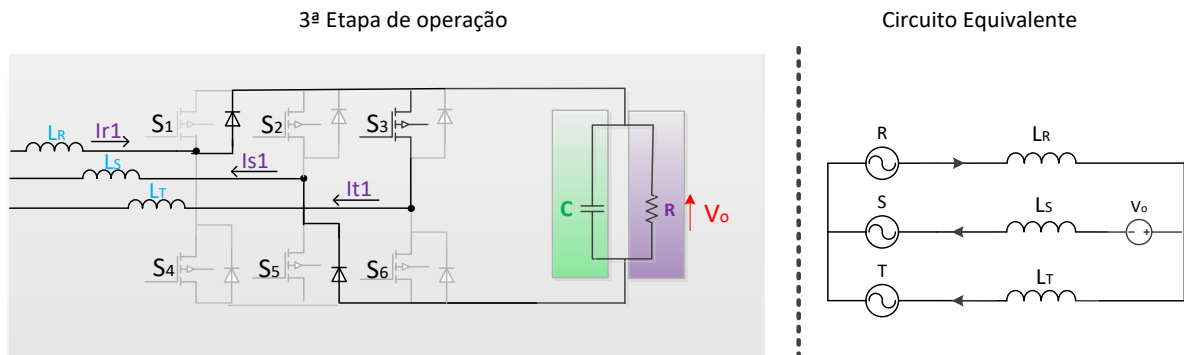 3ª Etapa de operação
Circuito Equivalente
S1
S2
S3
LR
Ir1
LS
Is1
LT
It1
C
R
Vo
S4
S5
S6
R
LR
S
LS
Vo
- +
T
LT